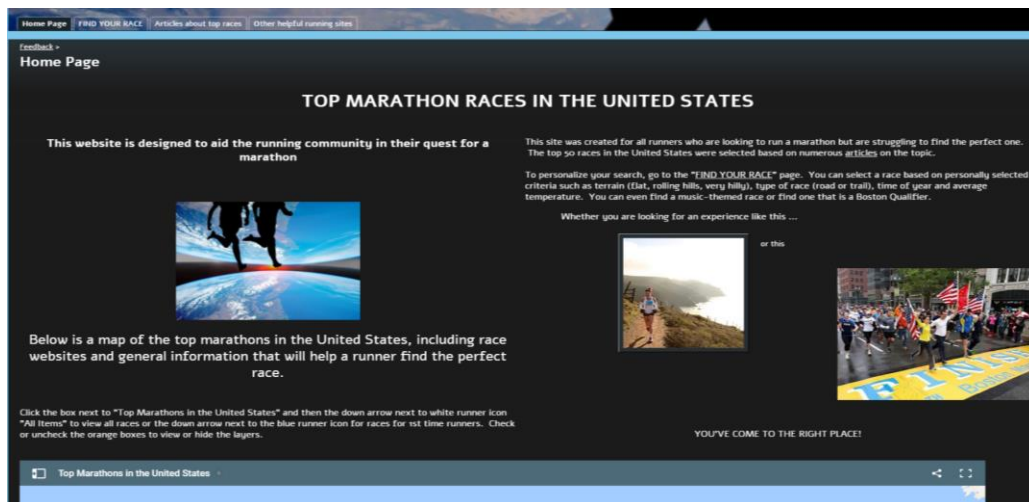 Home Page
FIND YOUR RACE
Articles about top races
Other helpful running sites
Feedback >
Home Page
TOP MARATHON RACES IN THE UNITED STATES
This website is designed to aid the running community in their quest for a
marathon
Below is a map of the top marathons in the United States, including race
websites and general information that will help a runner find the perfect
race.
Click the box next to "Top Marathons in the United States" and then the down arrow next to white runner icon
"All Items" to view all races or the down arrow next to the blue runner icon for races for 1st time runners. Check
or uncheck the orange boxes to view or hide the layers.
This site was created for all runners who are looking to run a marathon but are struggling to find the perfect one.
The top 50 races in the United States were selected based on numerous articles on the topic.
To personalize your search, go to the "FIND YOUR RACE" page. You can select a race based on personally selected
criteria such as terrain (flat, rolling hills, very hilly), type of race (road or trail), time of year and average
temperature. You can even find a music-themed race or find one that is a Boston Qualifier.
Whether you are looking for an experience like this ...
or this
FINISH
Boston
YOU'VE COME TO THE RIGHT PLACE!
Top Marathons in the United States